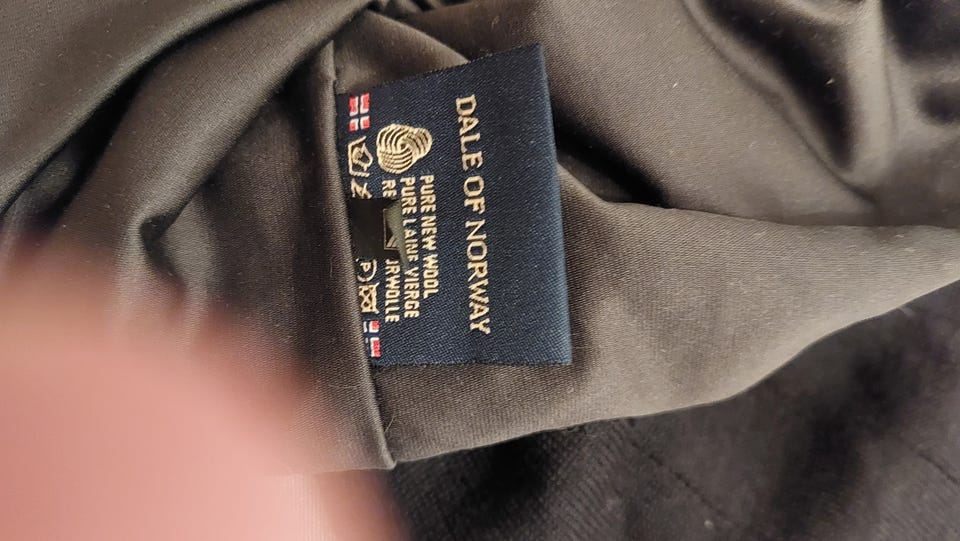 DALE OF NORWAY
PURE NEW WOOL
PURE LAINE VIERGE
P